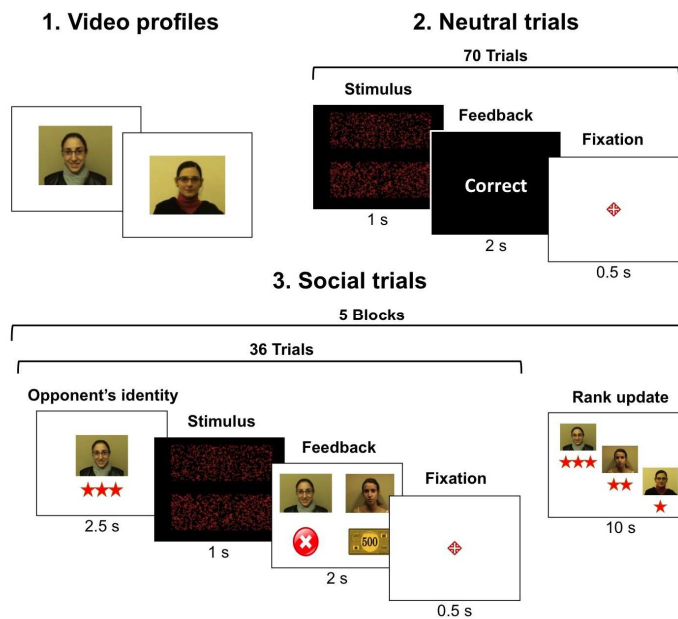 1. Video profiles
2. Neutral trials
70 Trials
Stimulus
Feedback
Fixation
Correct
1 s
2 s
0.5 s
3. Social trials
5 Blocks
36 Trials
Opponent's identity
Stimulus
Feedback
Fixation
Rank update
500
2.5 s
1 s
2 s
0.5 s
10 s